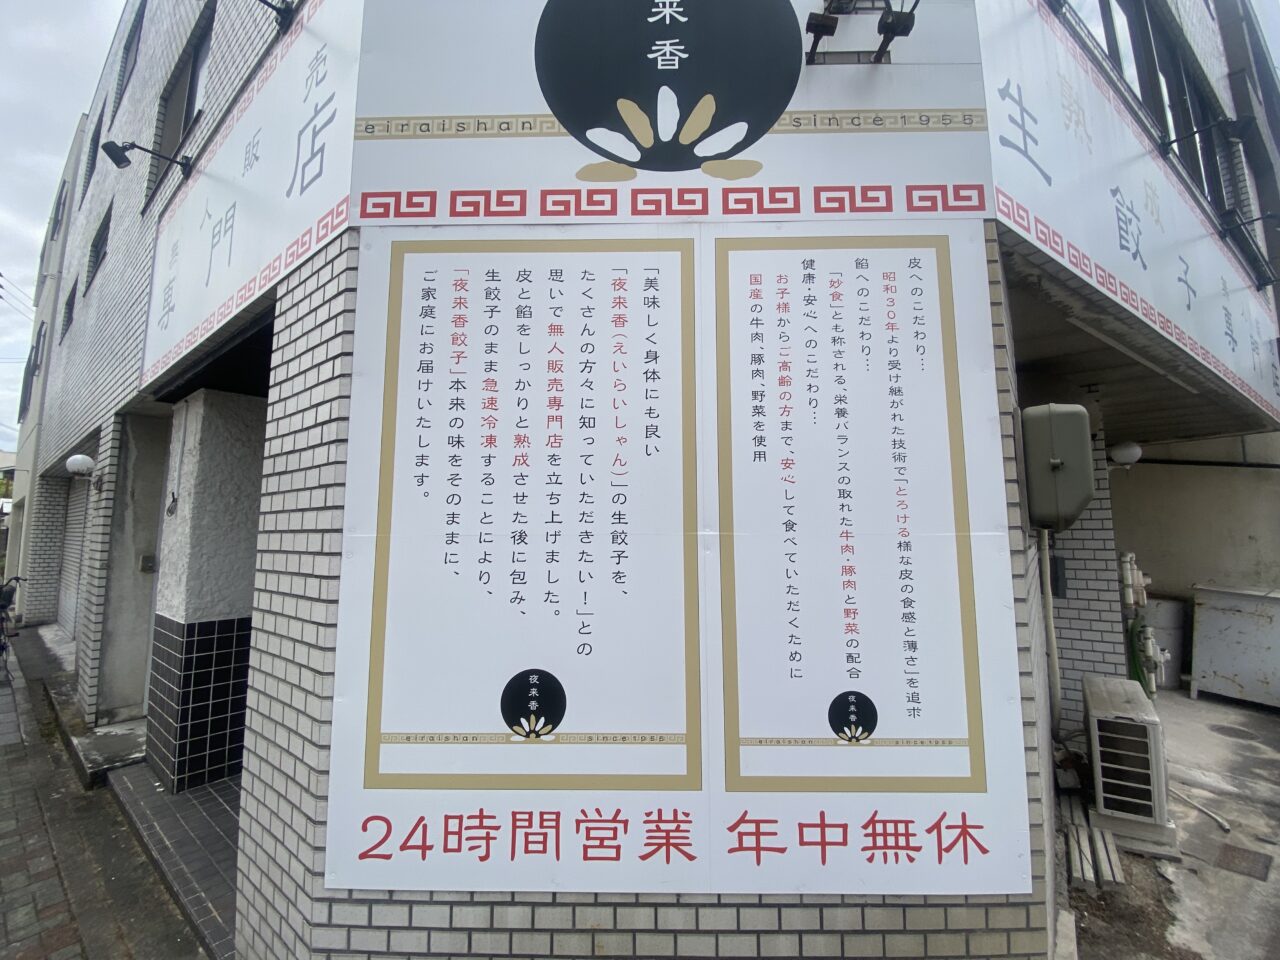 来
香
eiraishan
since1955
売
店
販
人
門
無
専
熟
生
成
餃
子
専
皮へのこだわり…
昭和30年より受け継がれた技術で「とろける様な皮の食感と薄さ」を追求
餡へのこだわり…
「妙食」とも称される、栄養バランスの取れた牛肉・豚肉と野菜の配合
健康・安心へのこだわり…
お子様からご高齢の方まで、安心して食べていただくために
国産の牛肉、豚肉、野菜を使用
夜来香
eiraishan
since1955
「美味しく身体にも良い
「夜来香(えいらいしゃん)」の生餃子を、
たくさんの方々に知っていただきたい!」との
思いで無人販売専門店を立ち上げました。
皮と餡をしっかりと熟成させた後に包み、
生餃子のまま急速冷凍することにより、
「夜来香餃子」本来の味をそのままに、
ご家庭にお届けいたします。
夜来香
eiraishan
since1955
24時間営業 年中無休